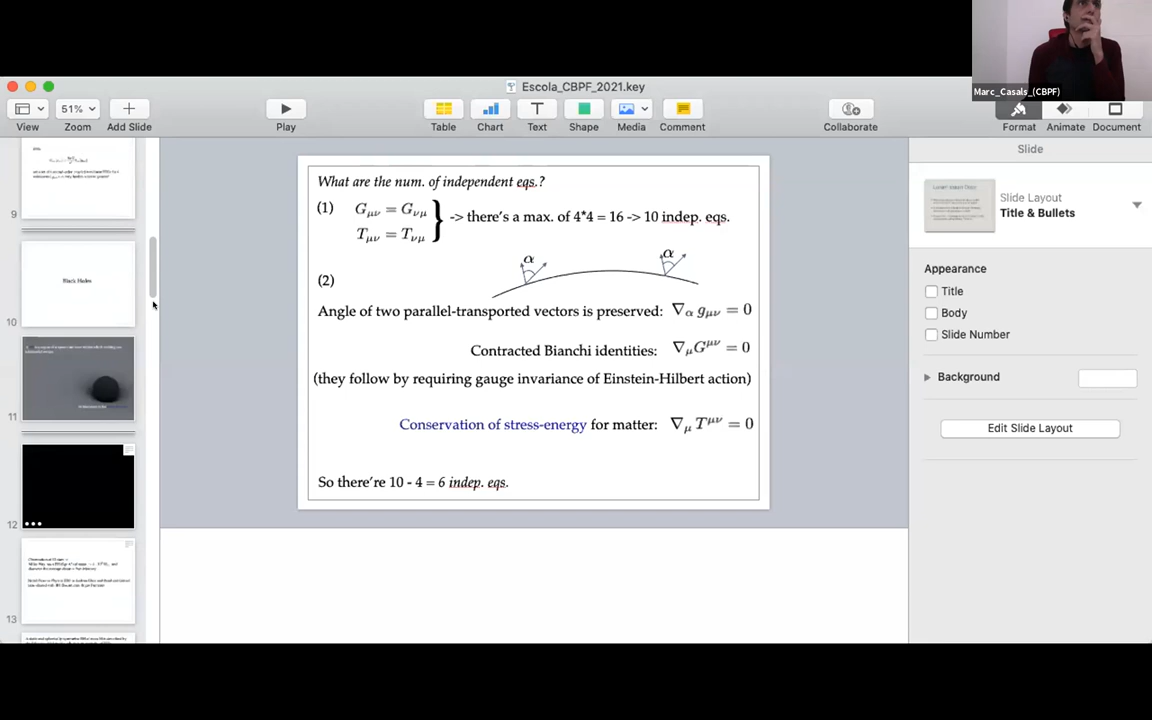 Marc_Casals_(CBPF)
Escola_CBPF_2021.key
51%
View
Zoom
Add Slide
Play
Table
Chart
Text
Shape
Media
Comment
Collaborate
Format
Animate
Document
9
Black Holes
10
11
12
13
What are the num. of independent eqs.?
(1) Gμν = Gνμ
Tμν = Tνμ
-> there's a max. of 4*4 = 16 -> 10 indep. eqs.
(2)
α
α
Angle of two parallel-transported vectors is preserved: ∇α gμν = 0
Contracted Bianchi identities: ∇μGμν = 0
(they follow by requiring gauge invariance of Einstein-Hilbert action)
Conservation of stress-energy for matter: ∇μ Tμν = 0
So there're 10 - 4 = 6 indep. eqs.
Slide
Slide Layout
Title & Bullets
Appearance
Title
Body
Slide Number
Background
Edit Slide Layout